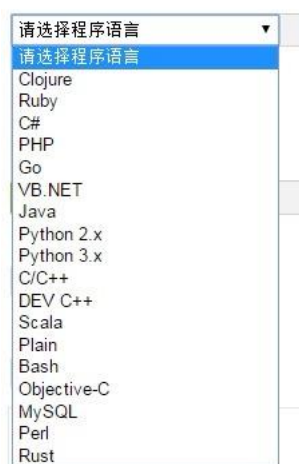 请选择程序语言
请选择程序语言
Clojure
Ruby
C#
PHP
Go
VB.NET
Java
Python 2.x
Python 3.x
C/C++
DEV C++
Scala
Plain
Bash
Objective-C
MySQL
Perl
Rust